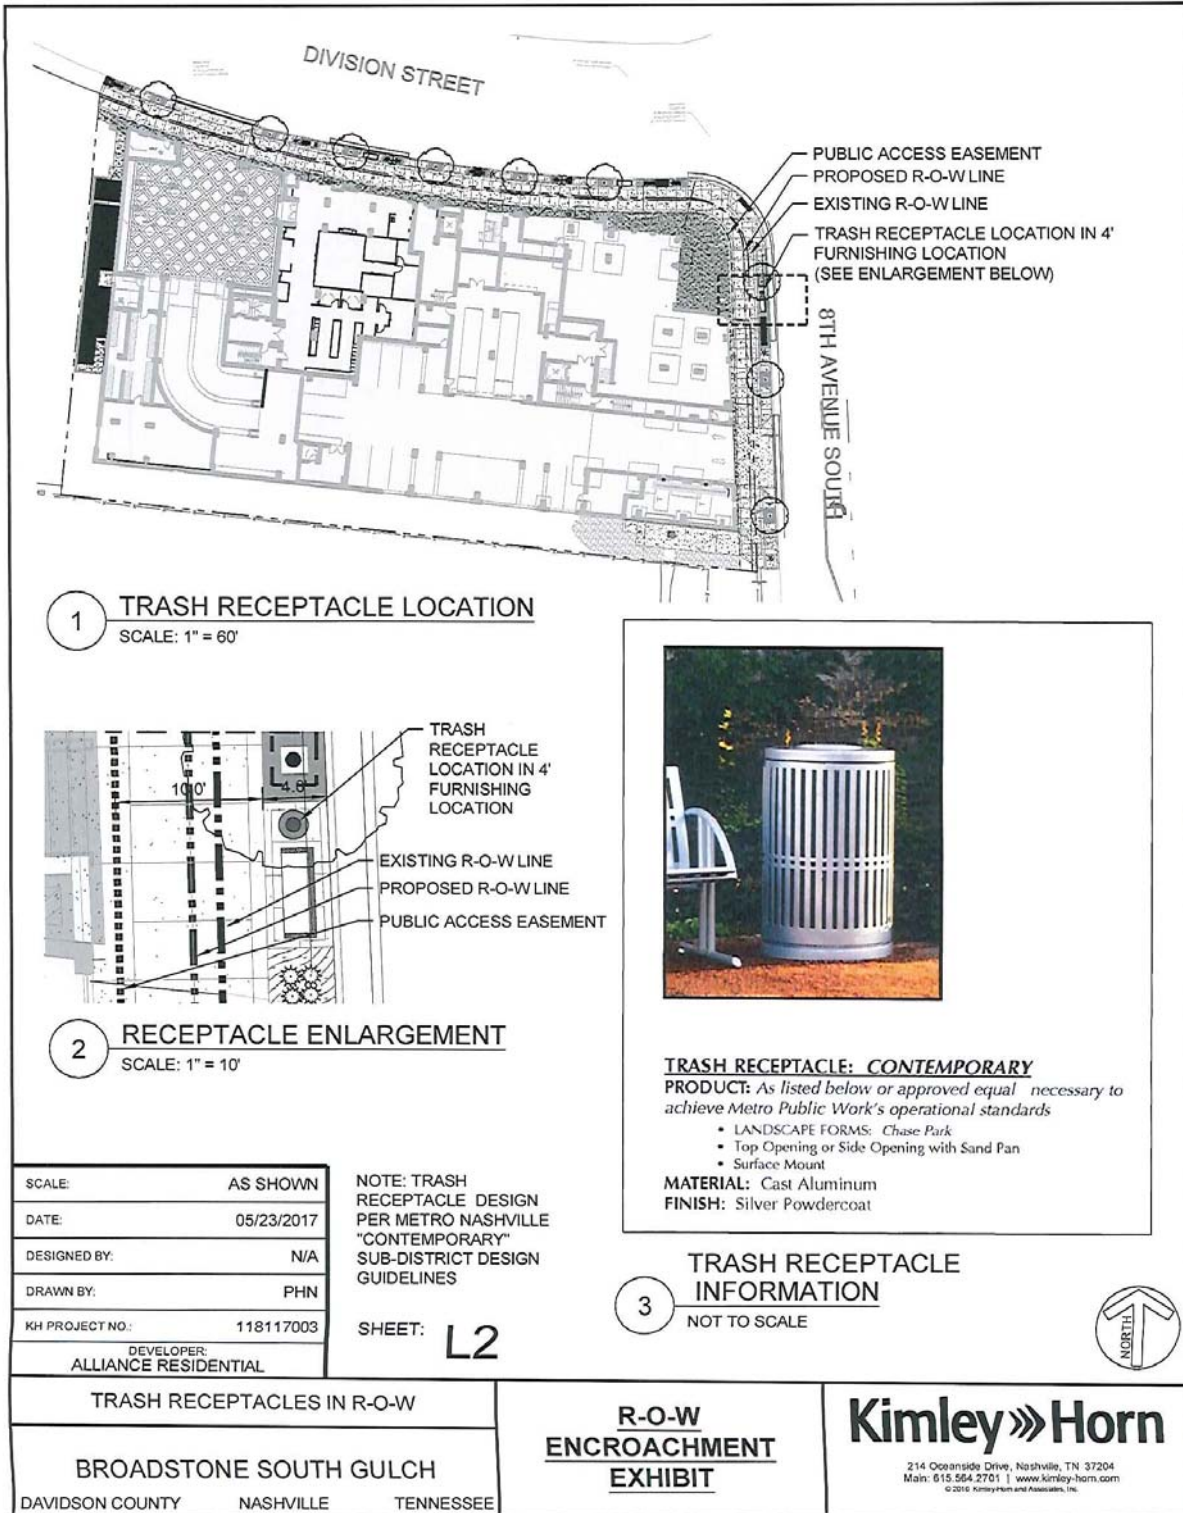 DIVISION STREET
PUBLIC ACCESS EASEMENT
PROPOSED R-O-W LINE
EXISTING R-O-W LINE
TRASH RECEPTACLE LOCATION IN 4'
FURNISHING LOCATION
(SEE ENLARGEMENT BELOW)
8TH AVENUE SOUTH
1
TRASH RECEPTACLE LOCATION
SCALE: 1" = 60'
TRASH
RECEPTACLE
LOCATION IN 4'
FURNISHING
LOCATION
10.0'
4.0'
EXISTING R-O-W LINE
PROPOSED R-O-W LINE
PUBLIC ACCESS EASEMENT
2
RECEPTACLE ENLARGEMENT
SCALE: 1" = 10'
TRASH RECEPTACLE: CONTEMPORARY
PRODUCT: As listed below or approved equal necessary to
achieve Metro Public Work's operational standards
• LANDSCAPE FORMS: Chase Park
• Top Opening or Side Opening with Sand Pan
• Surface Mount
MATERIAL: Cast Aluminum
FINISH: Silver Powdercoat
3
TRASH RECEPTACLE
INFORMATION
NOT TO SCALE
NORTH
SCALE: AS SHOWN
DATE: 05/23/2017
DESIGNED BY: N/A
DRAWN BY: PHN
KH PROJECT NO.: 118117003
DEVELOPER:
ALLIANCE RESIDENTIAL
NOTE: TRASH
RECEPTACLE DESIGN
PER METRO NASHVILLE
"CONTEMPORARY"
SUB-DISTRICT DESIGN
GUIDELINES
SHEET: L2
TRASH RECEPTACLES IN R-O-W
BROADSTONE SOUTH GULCH
DAVIDSON COUNTY NASHVILLE TENNESSEE
R-O-W
ENCROACHMENT
EXHIBIT
Kimley»Horn
214 Oceanside Drive, Nashville, TN 37204
Main: 615.564.2701 | www.kimley-horn.com
© 2016 Kimley-Horn and Associates, Inc.